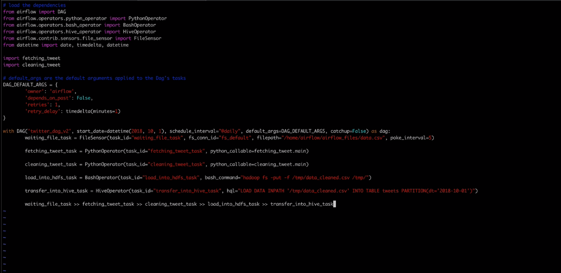 # load the dependencies
from airflow import DAG
from airflow.operators.python_operator import PythonOperator
from airflow.operators.bash_operator import BashOperator
from airflow.operators.hive_operator import HiveOperator
from airflow.contrib.sensors.file_sensor import FileSensor
from datetime import date, timedelta, datetime
import fetching_tweet
import cleaning_tweet
# default_args are the default arguments applied to the Dag's tasks
DAG_DEFAULT_ARGS = {
'owner': 'airflow',
'depends_on_past': False,
'retries': 1,
'retry_delay': timedelta(minutes=1)
}
with DAG('twitter_dag_v2', start_date=datetime(2018, 10, 1), schedule_interval="@daily", default_args=DAG_DEFAULT_ARGS, catchup=False) as dag:
waiting_file_task = FileSensor(task_id="waiting_file_task", fs_conn_id="fs_default", filepath="/home/airflow/airflow_files/data.csv", poke_interval=5)
fetching_tweet_task = PythonOperator(task_id="fetching_tweet_task", python_callable=fetching_tweet.main)
cleaning_tweet_task = PythonOperator(task_id="cleaning_tweet_task", python_callable=cleaning_tweet.main)
load_into_hdfs_task = BashOperator(task_id="load_into_hdfs_task", bash_command="hadoop fs -put -f /tmp/data_cleaned.csv /tmp/")
transfer_into_hive_task = HiveOperator(task_id="transfer_into_hive_task", hql="LOAD DATA INPATH '/tmp/data_cleaned.csv' INTO TABLE tweets PARTITION(dt='2018-10-01')")
waiting_file_task >> fetching_tweet_task >> cleaning_tweet_task >> load_into_hdfs_task >> transfer_into_hive_task
~
~
~
~
~
~
~
~